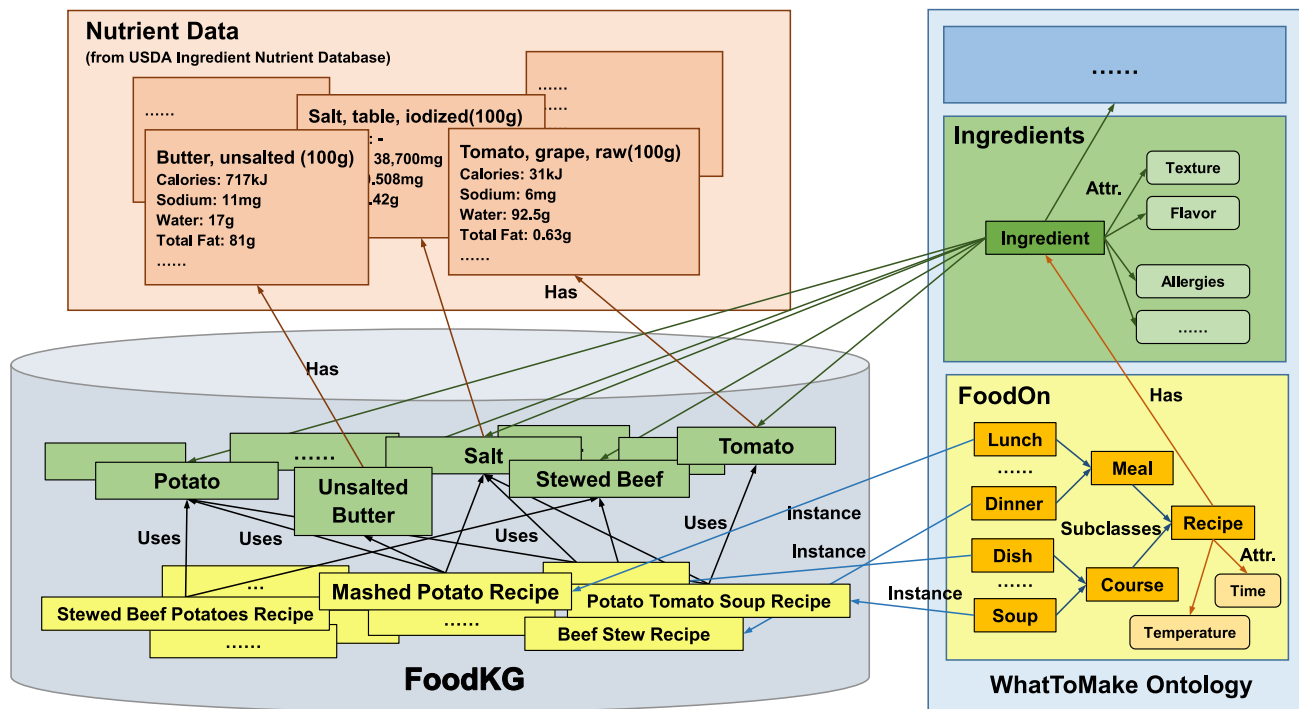 Nutrient Data
(from USDA Ingredient Nutrient Database)
......
......
......
Salt, table, iodized(100g)
: -
38,700mg
.508mg
.42g
Butter, unsalted (100g)
Calories: 717kJ
Sodium: 11mg
Water: 17g
Total Fat: 81g
......
Tomato, grape, raw(100g)
Calories: 31kJ
Sodium: 6mg
Water: 92.5g
Total Fat: 0.63g
......
Has
Has
......
Salt
Tomato
Potato
Unsalted
Butter
Stewed Beef
Uses
Uses
Uses
Uses
...
Mashed Potato Recipe
Stewed Beef Potatoes Recipe
Potato Tomato Soup Recipe
......
......
Beef Stew Recipe
FoodKG
Instance
Instance
Instance
......
Ingredients
Attr.
Texture
Flavor
Ingredient
Allergies
......
FoodOn
Has
Lunch
......
Dinner
Meal
Subclasses
Recipe
Dish
......
Soup
Course
Attr.
Time
Temperature
WhatToMake Ontology